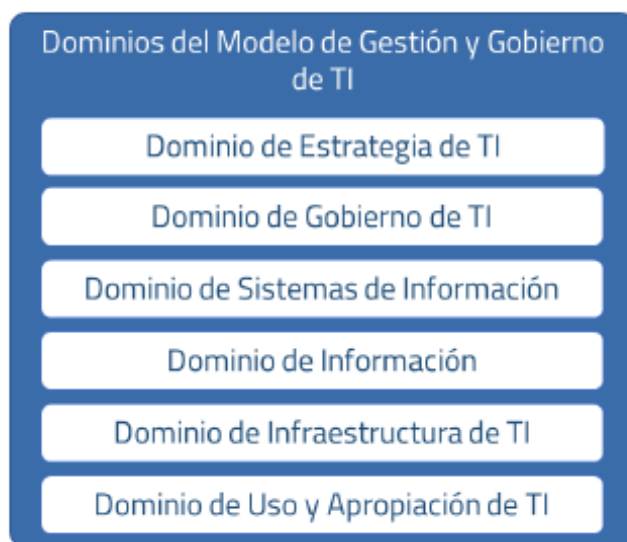 Dominios del Modelo de Gestión y Gobierno
de TI
Dominio de Estrategia de TI
Dominio de Gobierno de TI
Dominio de Sistemas de Información
Dominio de Información
Dominio de Infraestructura de TI
Dominio de Uso y Apropiación de TI